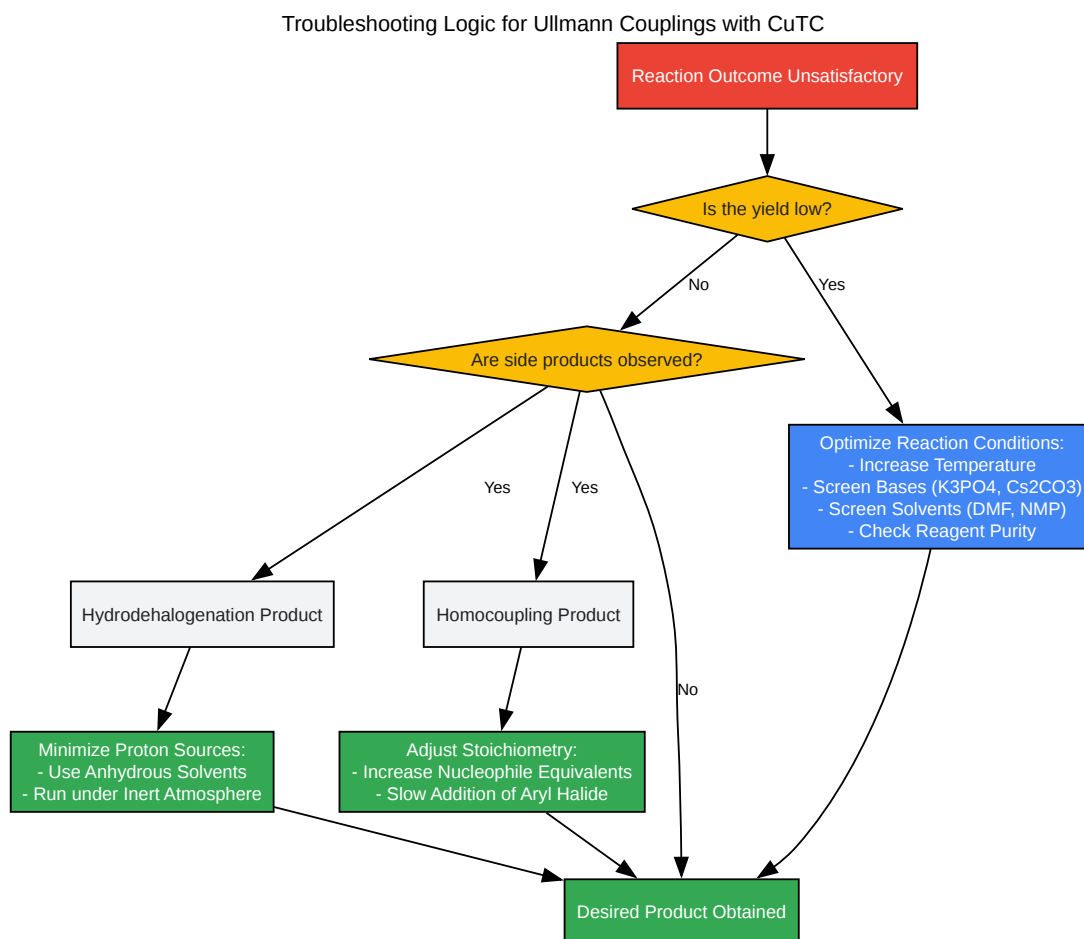 Troubleshooting Logic for Ullmann Couplings with CuTC
Reaction Outcome Unsatisfactory
Is the yield low?
No
Yes
Are side products observed?
Optimize Reaction Conditions:
- Increase Temperature
- Screen Bases (K3PO4, Cs2CO3)
- Screen Solvents (DMF, NMP)
- Check Reagent Purity
Yes
Yes
Hydrodehalogenation Product
Homocoupling Product
No
Minimize Proton Sources:
- Use Anhydrous Solvents
- Run under Inert Atmosphere
Adjust Stoichiometry:
- Increase Nucleophile Equivalents
- Slow Addition of Aryl Halide
Desired Product Obtained